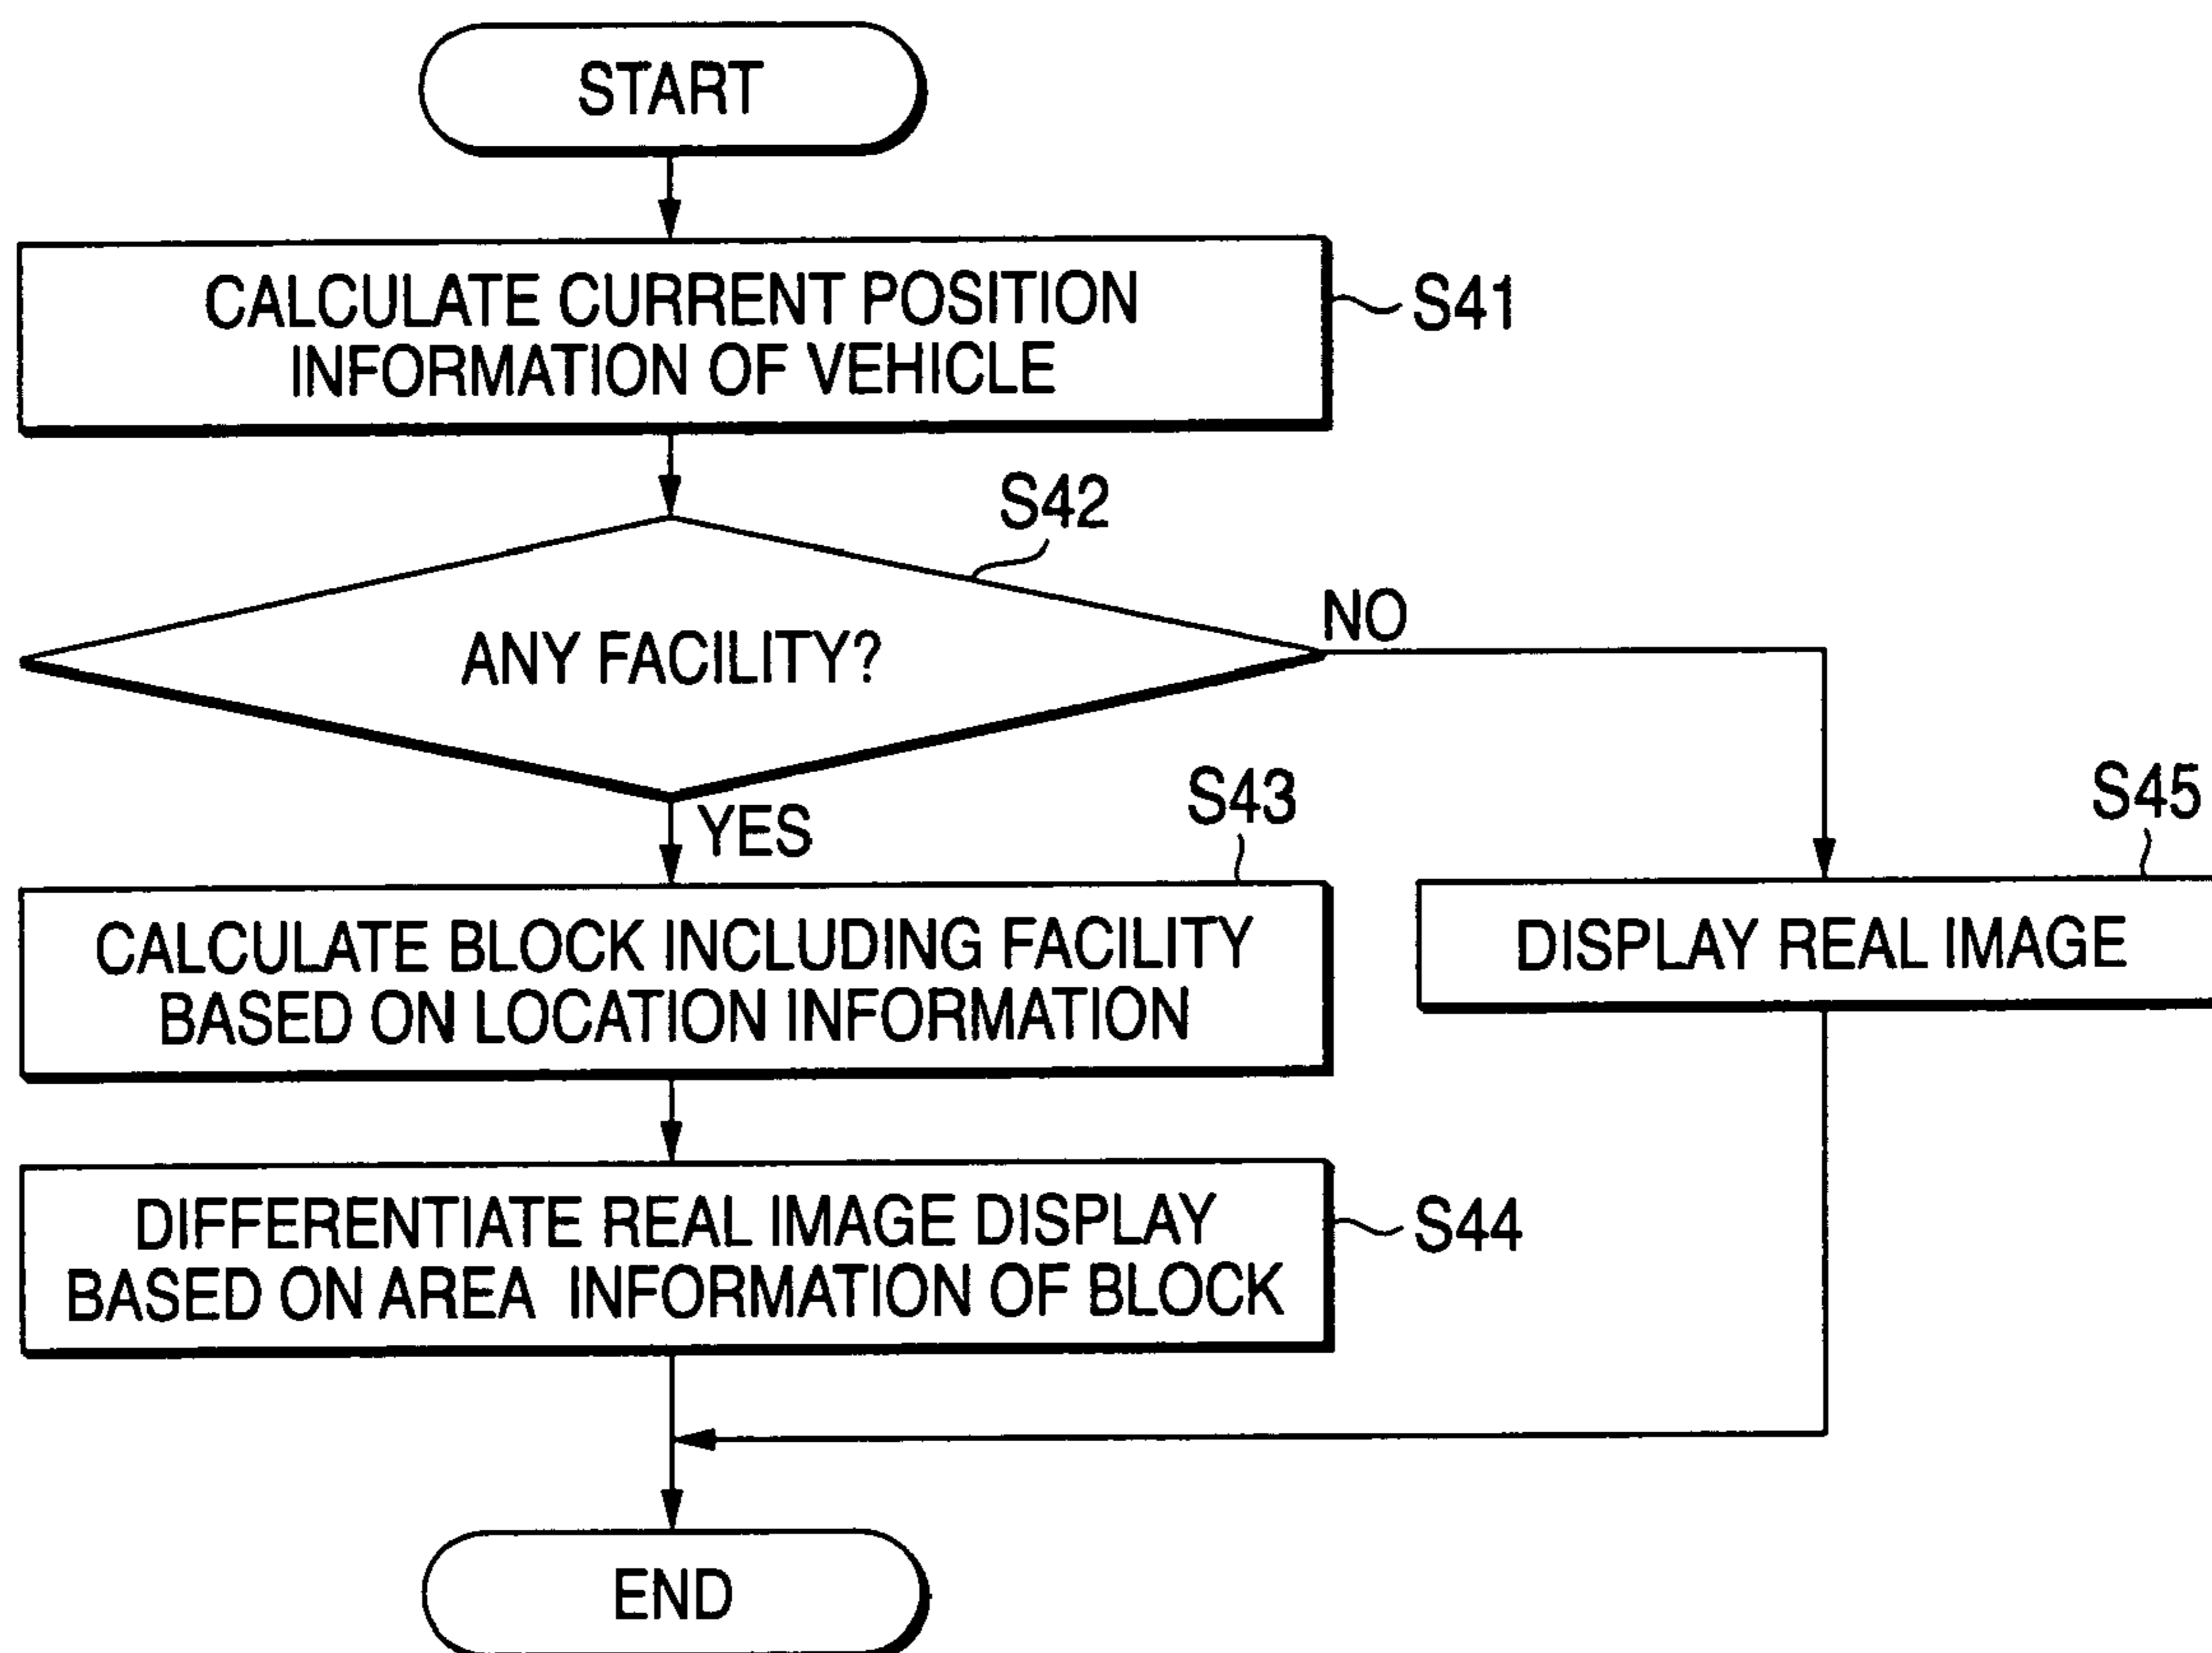 START
CALCULATE CURRENT POSITION
INFORMATION OF VEHICLE
S41
S42
ANY FACILITY?
NO
YES
S43
S45
CALCULATE BLOCK INCLUDING FACILITY
BASED ON LOCATION INFORMATION
DISPLAY REAL IMAGE
DIFFERENTIATE REAL IMAGE DISPLAY
BASED ON AREA INFORMATION OF BLOCK
S44
END